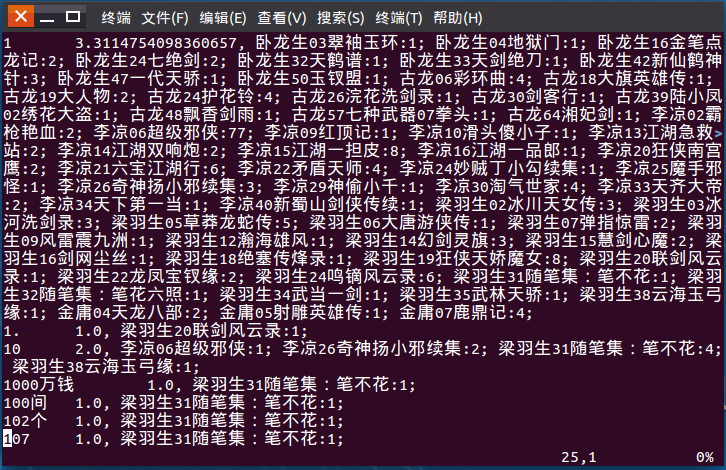 终端 文件(F) 编辑(E) 查看(V) 搜索(S) 终端(T) 帮助(H)
1       3.3114754098360657, 卧龙生03翠袖玉环:1; 卧龙生04地狱门:1; 卧龙生16金笔点
龙记:2; 卧龙生24七绝剑:2; 卧龙生32天鹤谱:1; 卧龙生33天剑绝刀:1; 卧龙生42新仙鹤神
针:3; 卧龙生47一代天骄:1; 卧龙生50玉钗盟:1; 古龙06彩环曲:4; 古龙18大旗英雄传:1;
古龙19大人物:2; 古龙24护花铃:4; 古龙26浣花洗剑录:1; 古龙30剑客行:1; 古龙39陆小凤
02绣花大盗:1; 古龙48飘香剑雨:1; 古龙57七种武器07拳头:1; 古龙64湘妃剑:1; 李凉02霸
枪艳血:2; 李凉06超级邪侠:77; 李凉09红顶记:1; 李凉10滑头傻小子:1; 李凉13江湖急救>
站:2; 李凉14江湖双响炮:2; 李凉15江湖一担皮:8; 李凉16江湖一品郎:1; 李凉20狂侠南宫
鹰:2; 李凉21六宝江湖行:6; 李凉22矛盾天师:4; 李凉24妙贼丁小勾续集:1; 李凉25魔手邪
怪:1; 李凉26奇神扬小邪续集:3; 李凉29神偷小千:1; 李凉30淘气世家:4; 李凉33天齐大帝
:2; 李凉34天下第一当:1; 李凉40新蜀山剑侠传续:1; 梁羽生02冰川天女传:3; 梁羽生03冰
河洗剑录:3; 梁羽生05草莽龙蛇传:5; 梁羽生06大唐游侠传:1; 梁羽生07弹指惊雷:2; 梁羽
生09风雷震九洲:1; 梁羽生12瀚海雄风:1; 梁羽生14幻剑灵旗:3; 梁羽生15慧剑心魔:2; 梁
羽生16剑网尘丝:1; 梁羽生18绝塞传烽录:1; 梁羽生19狂侠天娇魔女:8; 梁羽生20联剑风云
录:1; 梁羽生22龙凤宝钗缘:2; 梁羽生24鸣镝风云录:6; 梁羽生31随笔集:笔不花:1; 梁羽
生32随笔集:笔花六照:1; 梁羽生34武当一剑:1; 梁羽生35武林天骄:1; 梁羽生38云海玉弓
缘:1; 金庸04天龙八部:2; 金庸05射雕英雄传:1; 金庸07鹿鼎记:4;
1.      1.0, 梁羽生20联剑风云录:1;
10      2.0, 李凉06超级邪侠:1; 李凉26奇神扬小邪续集:2; 梁羽生31随笔集:笔不花:4;
梁羽生38云海玉弓缘:1;
1000万钱        1.0, 梁羽生31随笔集:笔不花:1;
100间   1.0, 梁羽生31随笔集:笔不花:1;
102个   1.0, 梁羽生31随笔集:笔不花:1;
107     1.0, 梁羽生31随笔集:笔不花:1;
25,1 0%